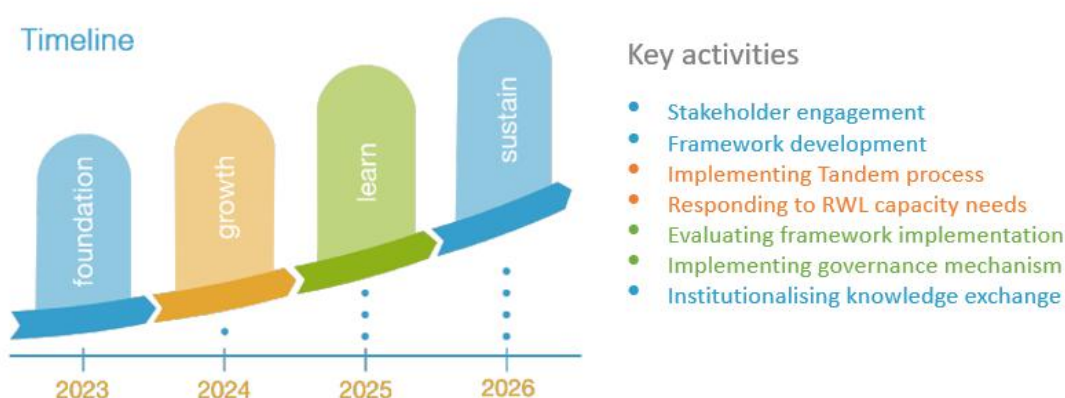 Timeline
foundation
growth
learn
sustain
2023
2024
2025
2026
Key activities
Stakeholder engagement
Framework development
Implementing Tandem process
Responding to RWL capacity needs
Evaluating framework implementation
Implementing governance mechanism
Institutionalising knowledge exchange